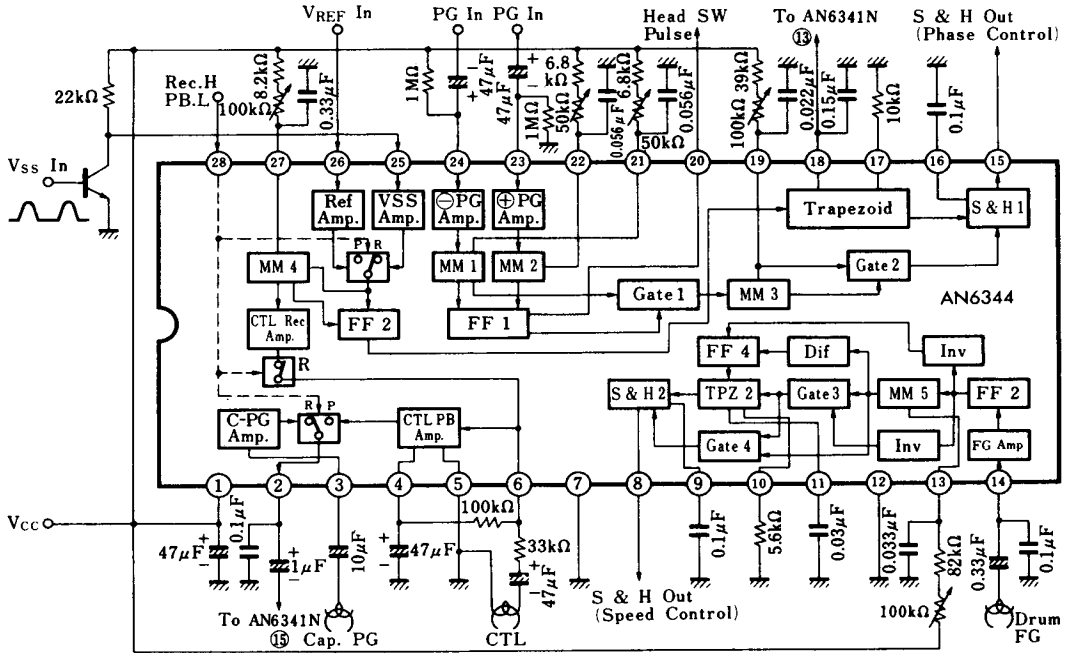 VREF In
PG In PG In
Head SW
Pulse
To AN6341N
⑬
S & H Out
(Phase Control)
22kΩ
Rec.H
PB.L
8.2kΩ
100kΩ
0.33μF
1MΩ
47μF
47μF
1MΩ
6.8
kΩ
50kΩ
0.056μF
6.8kΩ
50kΩ
0.056μF
39kΩ
100kΩ
0.022μF
0.15μF
10kΩ
0.1μF
VSS In
28 27 26 25 24 23 22 21 20 19 18 17 16 15
Ref
Amp.
VSS
Amp.
⊖PG
Amp.
⊕PG
Amp.
Trapezoid
S & H 1
P R
MM 4
MM 1
MM 2
Gate 2
Gate 1
MM 3
AN6344
CTL Rec
Amp.
FF 2
FF 1
R
FF 4
Dif
Inv
S & H 2
TPZ 2
Gate 3
MM 5
FF 2
R P
C-PG
Amp.
CTL PB
Amp.
Gate 4
Inv
FG Amp
1 2 3 4 5 6 7 8 9 10 11 12 13 14
VCC
47μF
0.1μF
1μF
10μF
47μF
100kΩ
33kΩ
47μF
0.1μF
5.6kΩ
0.03μF
0.033μF
82kΩ
100kΩ
0.33μF
0.1μF
To AN6341N
⑮ Cap. PG
CTL
S & H Out
(Speed Control)
Drum
FG